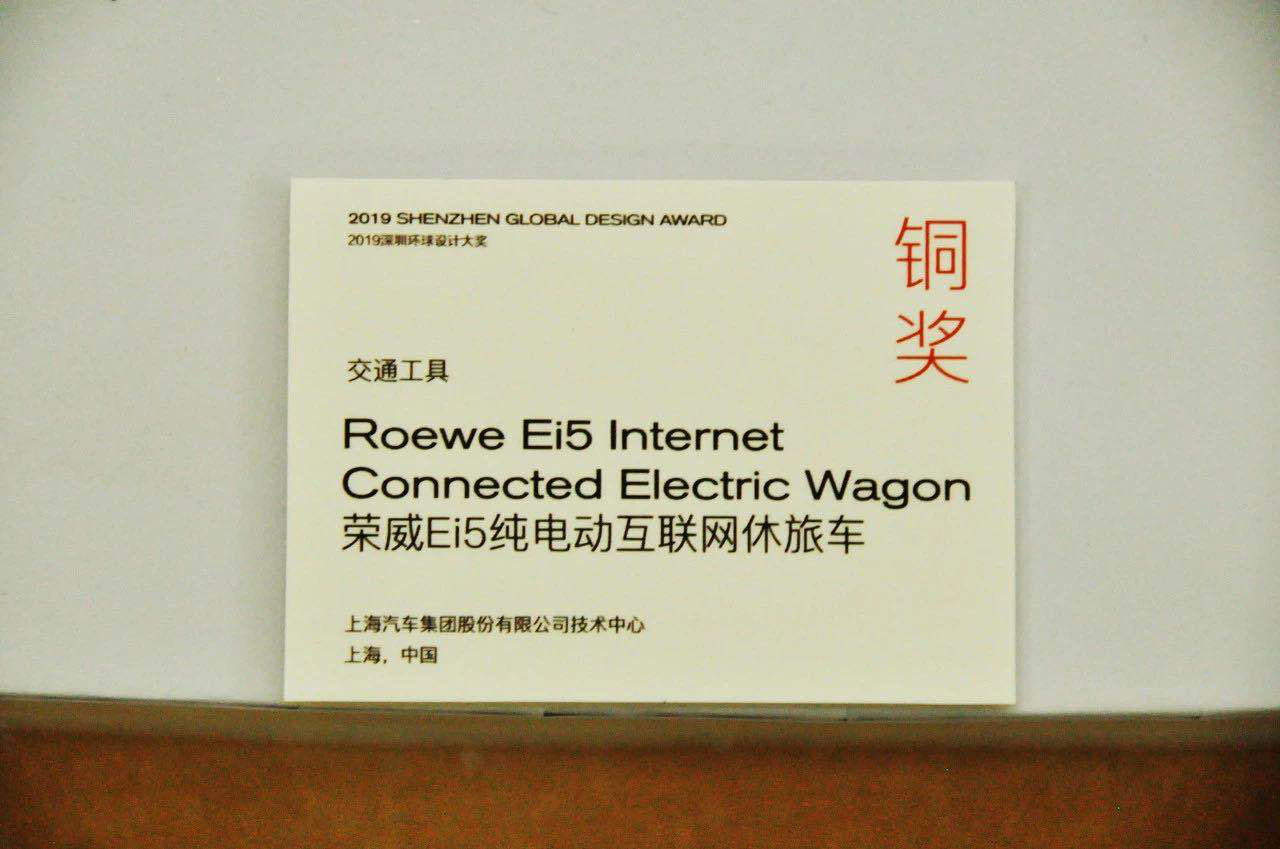 2019 SHENZHEN GLOBAL DESIGN AWARD
2019深圳环球设计大奖
铜奖
交通工具
Roewe Ei5 Internet
Connected Electric Wagon
荣威Ei5纯电动互联网休旅车
上海汽车集团股份有限公司技术中心
上海，中国